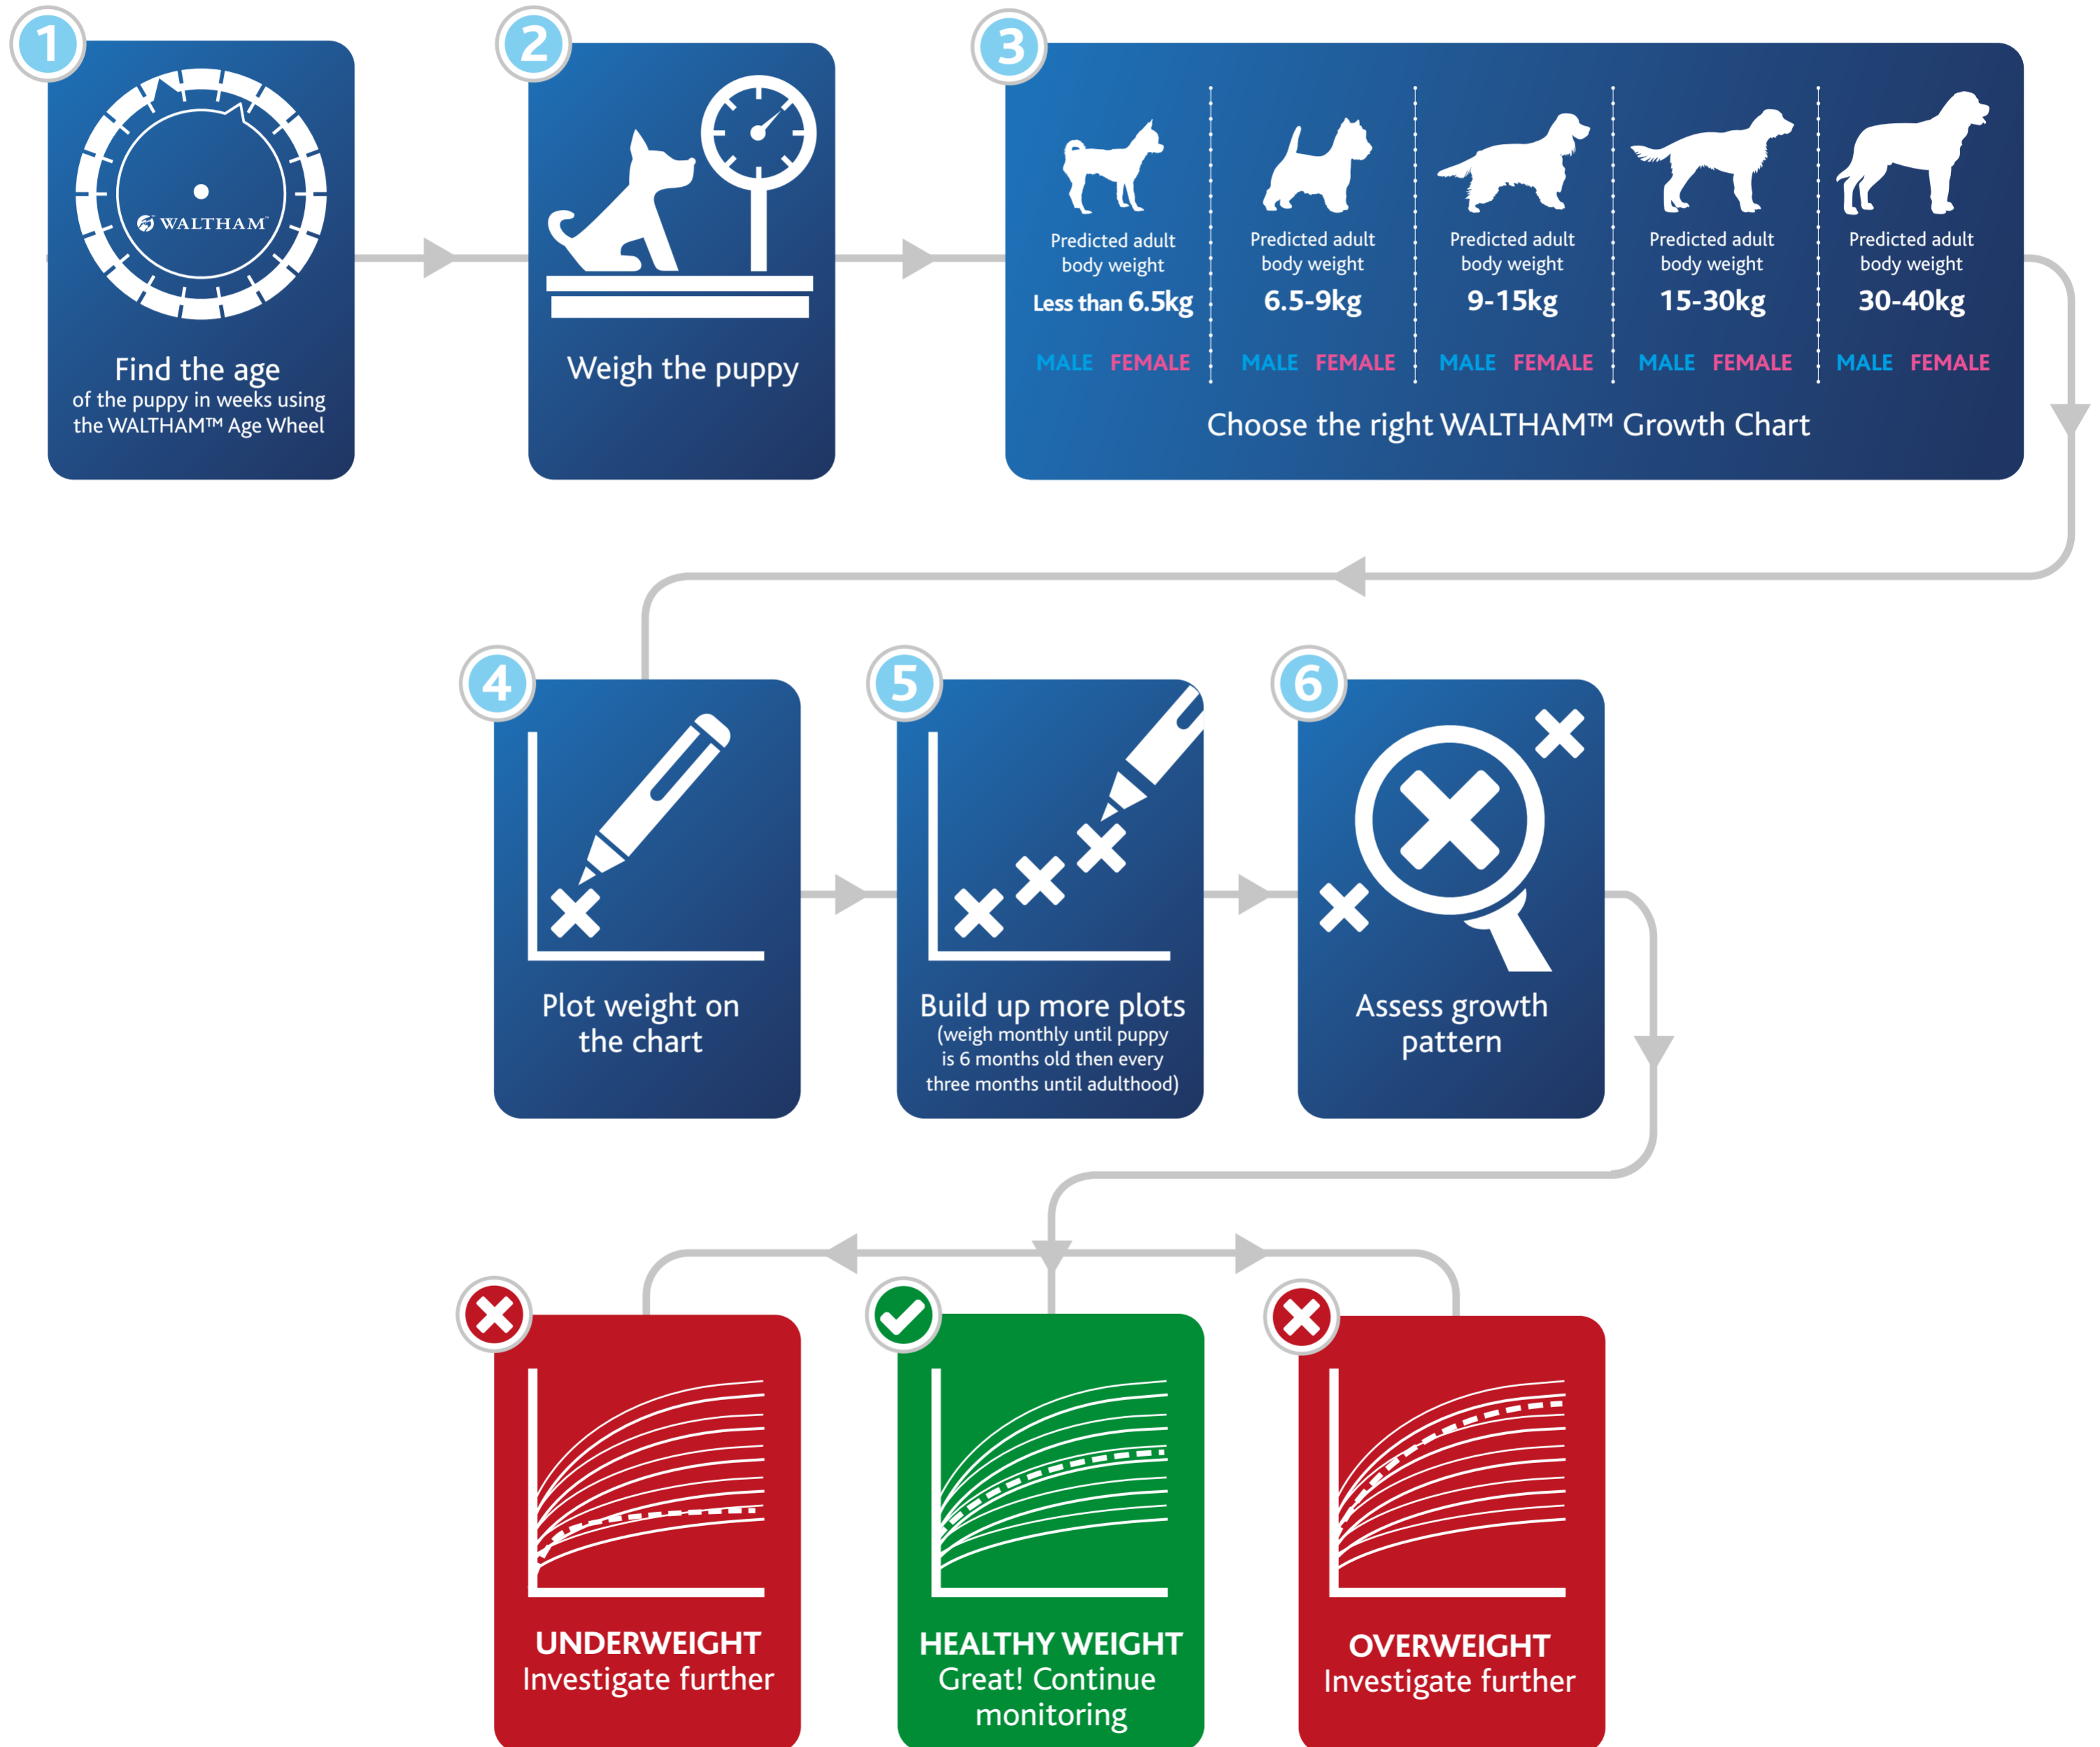 1
WALTHAM™
Find the age
of the puppy in weeks using
the WALTHAM™ Age Wheel
2
Weigh the puppy
3
Predicted adult
body weight
Less than 6.5kg
MALE FEMALE
Predicted adult
body weight
6.5-9kg
MALE FEMALE
Predicted adult
body weight
9-15kg
MALE FEMALE
Predicted adult
body weight
15-30kg
MALE FEMALE
Predicted adult
body weight
30-40kg
MALE FEMALE
Choose the right WALTHAM™ Growth Chart
4
Plot weight on
the chart
5
Build up more plots
(weigh monthly until puppy
is 6 months old then every
three months until adulthood)
6
Assess growth
pattern
UNDERWEIGHT
Investigate further
HEALTHY WEIGHT
Great! Continue
monitoring
OVERWEIGHT
Investigate further